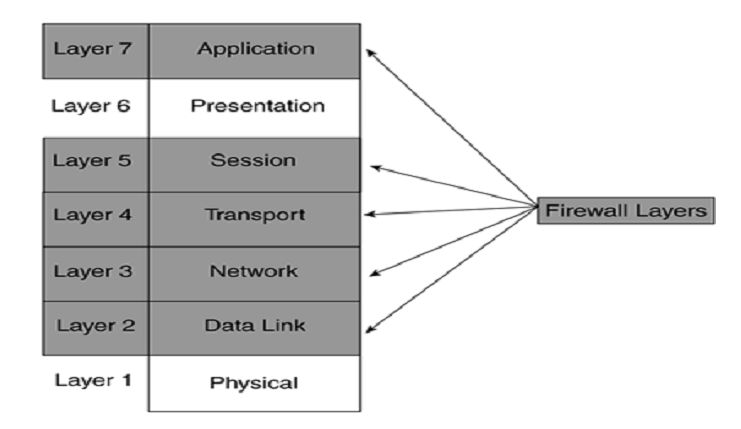 Layer 7 Application
Layer 6 Presentation
Layer 5 Session
Layer 4 Transport
Firewall Layers
Layer 3 Network
Layer 2 Data Link
Layer 1 Physical